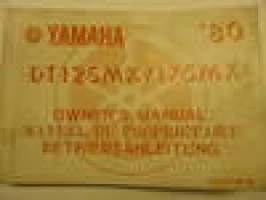 YAMAHA '80
DT125MX/175MX
OWNER'S MANUAL
MANUEL DU PROPRIETAIRE
BETRIEBSANLEITUNG